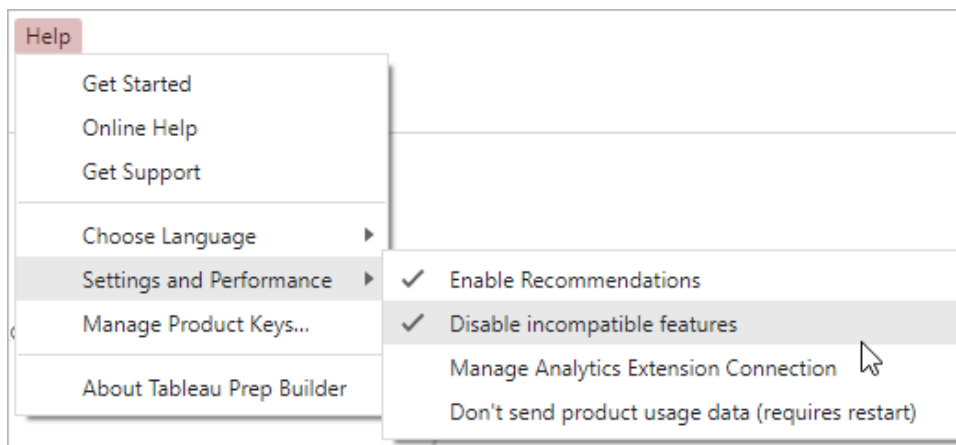 Help
Get Started
Online Help
Get Support
Choose Language
Settings and Performance
Manage Product Keys...
About Tableau Prep Builder
Enable Recommendations
Disable incompatible features
Manage Analytics Extension Connection
Don't send product usage data (requires restart)